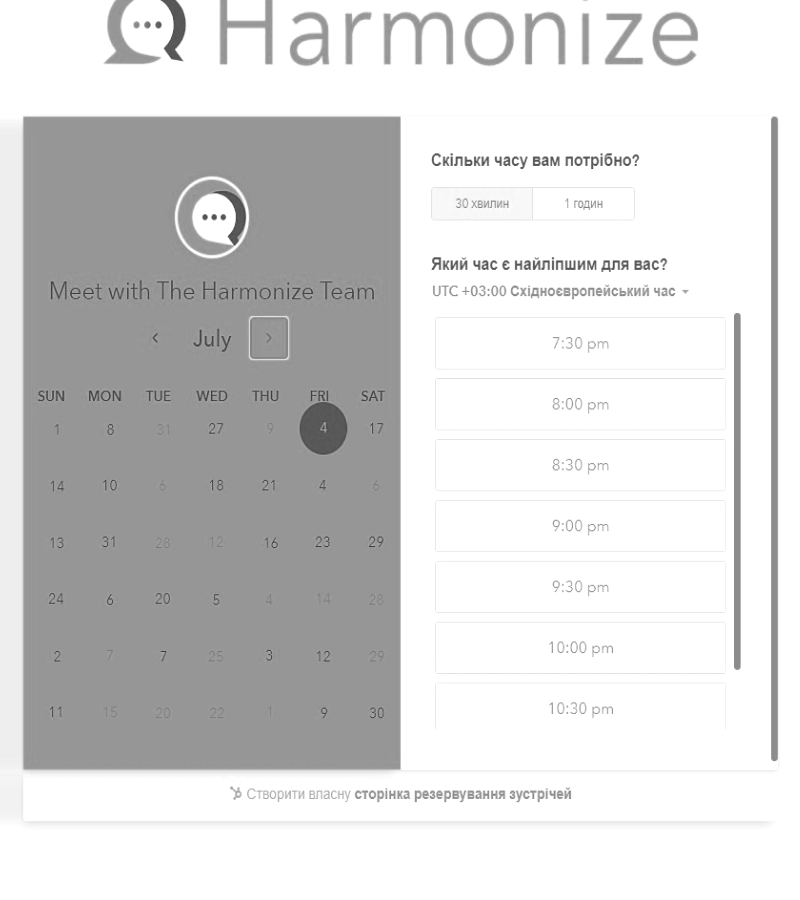 Harmonize
Meet with The Harmonize Team
July
SUN MON TUE WED THU FRI SAT
1 8 31 27 9 4 17
14 10 6 18 21 4 6
13 31 28 12 16 23 29
24 6 20 5 4 14 28
2 7 7 25 3 12 29
11 15 20 22 1 9 30
Скільки часу вам потрібно?
30 хвилин 1 годин
Який час є найліпшим для вас?
UTC +03:00 Східноєвропейський час
7:30 pm
8:00 pm
8:30 pm
9:00 pm
9:30 pm
10:00 pm
10:30 pm
Створити власну сторінка резервування зустрічей